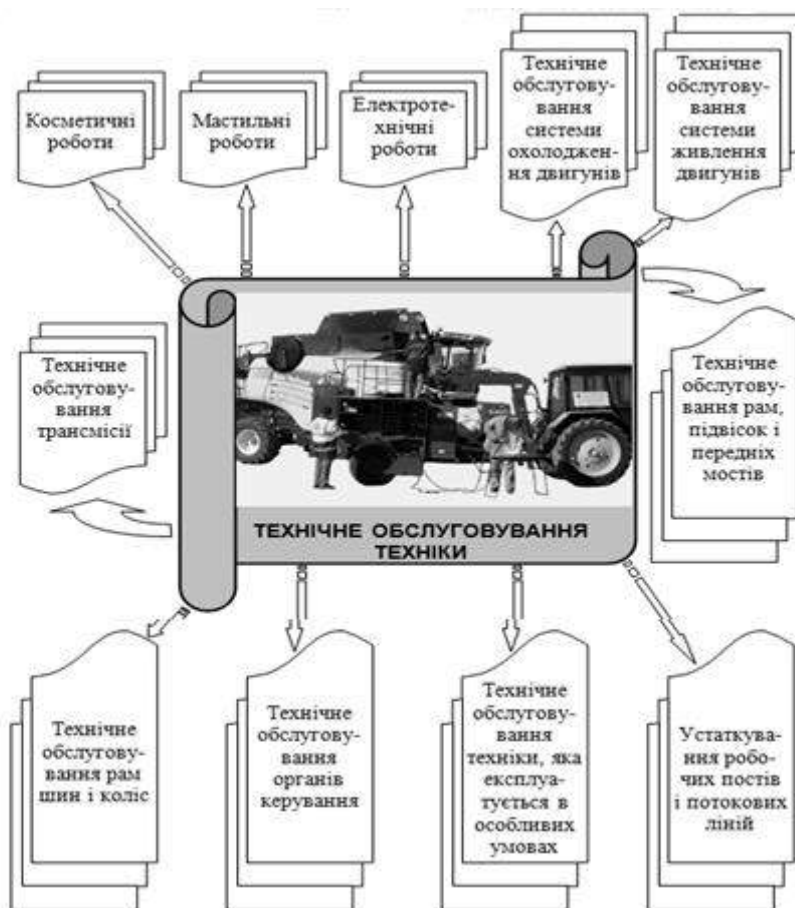 Косметичні
роботи
Мастильні
роботи
Електроте-
хнічні
роботи
Технічне
обслугову-
вання
системи
охолоджен-
ня двигунів
Технічне
обслугову-
вання
системи
живлення
двигунів
Технічне
обслугову-
вання
трансмісії
Технічне
обслугову-
вання рам,
підвісок і
передніх
мостів
ТЕХНІЧНЕ ОБСЛУГОВУВАННЯ
ТЕХНІКИ
Технічне
обслугову-
вання рам
шин і коліс
Технічне
обслугову-
вання
органів
керування
Технічне
обслугову-
вання
техніки, яка
експлуа-
тується в
особливих
умовах
Устаткування
робо-
чих постів
і потокових
ліній